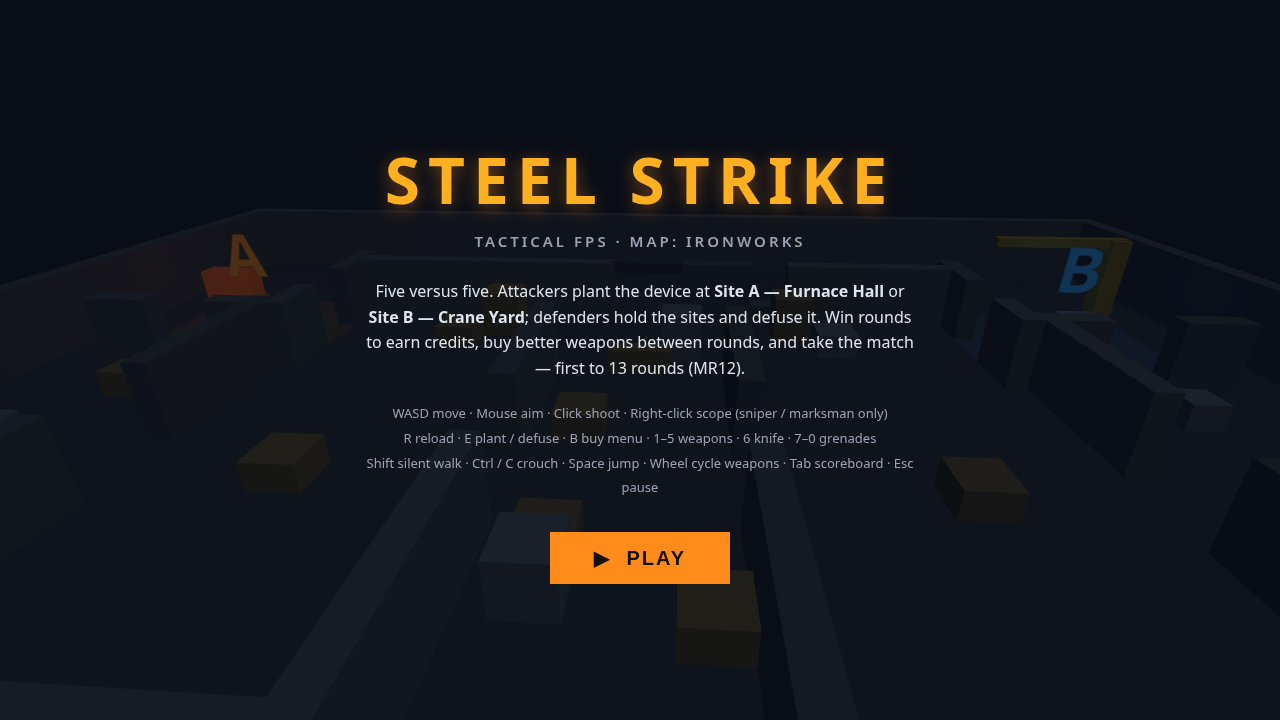 STEEL STRIKE
TACTICAL FPS · MAP: IRONWORKS
A
B
Five versus five. Attackers plant the device at Site A — Furnace Hall or
Site B — Crane Yard; defenders hold the sites and defuse it. Win rounds
to earn credits, buy better weapons between rounds, and take the match
— first to 13 rounds (MR12).
WASD move · Mouse aim · Click shoot · Right-click scope (sniper / marksman only)
R reload · E plant / defuse · B buy menu · 1–5 weapons · 6 knife · 7–0 grenades
Shift silent walk · Ctrl / C crouch · Space jump · Wheel cycle weapons · Tab scoreboard · Esc
pause
▶ PLAY